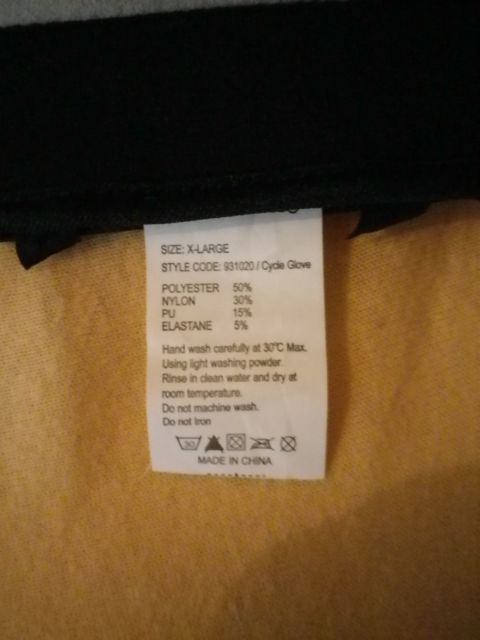 SIZE: X-LARGE
STYLE CODE: 931020 / Cycle Glove
POLYESTER 50%
NYLON 30%
PU 15%
ELASTANE 5%
Hand wash carefully at 30°C Max.
Using light washing powder.
Rinse in clean water and dry at
room temperature.
Do not machine wash.
Do not Iron
30
MADE IN CHINA